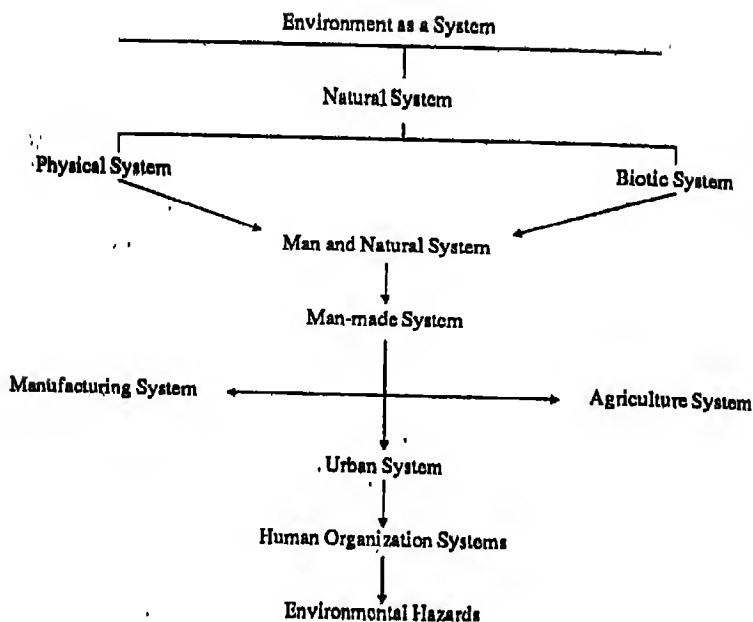 Environment as a System
Natural System
Physical System
Biotic System
Man and Natural System
Man-made System
Manufacturing System
Agriculture System
Urban System
Human Organization Systems
Environmental Hazards